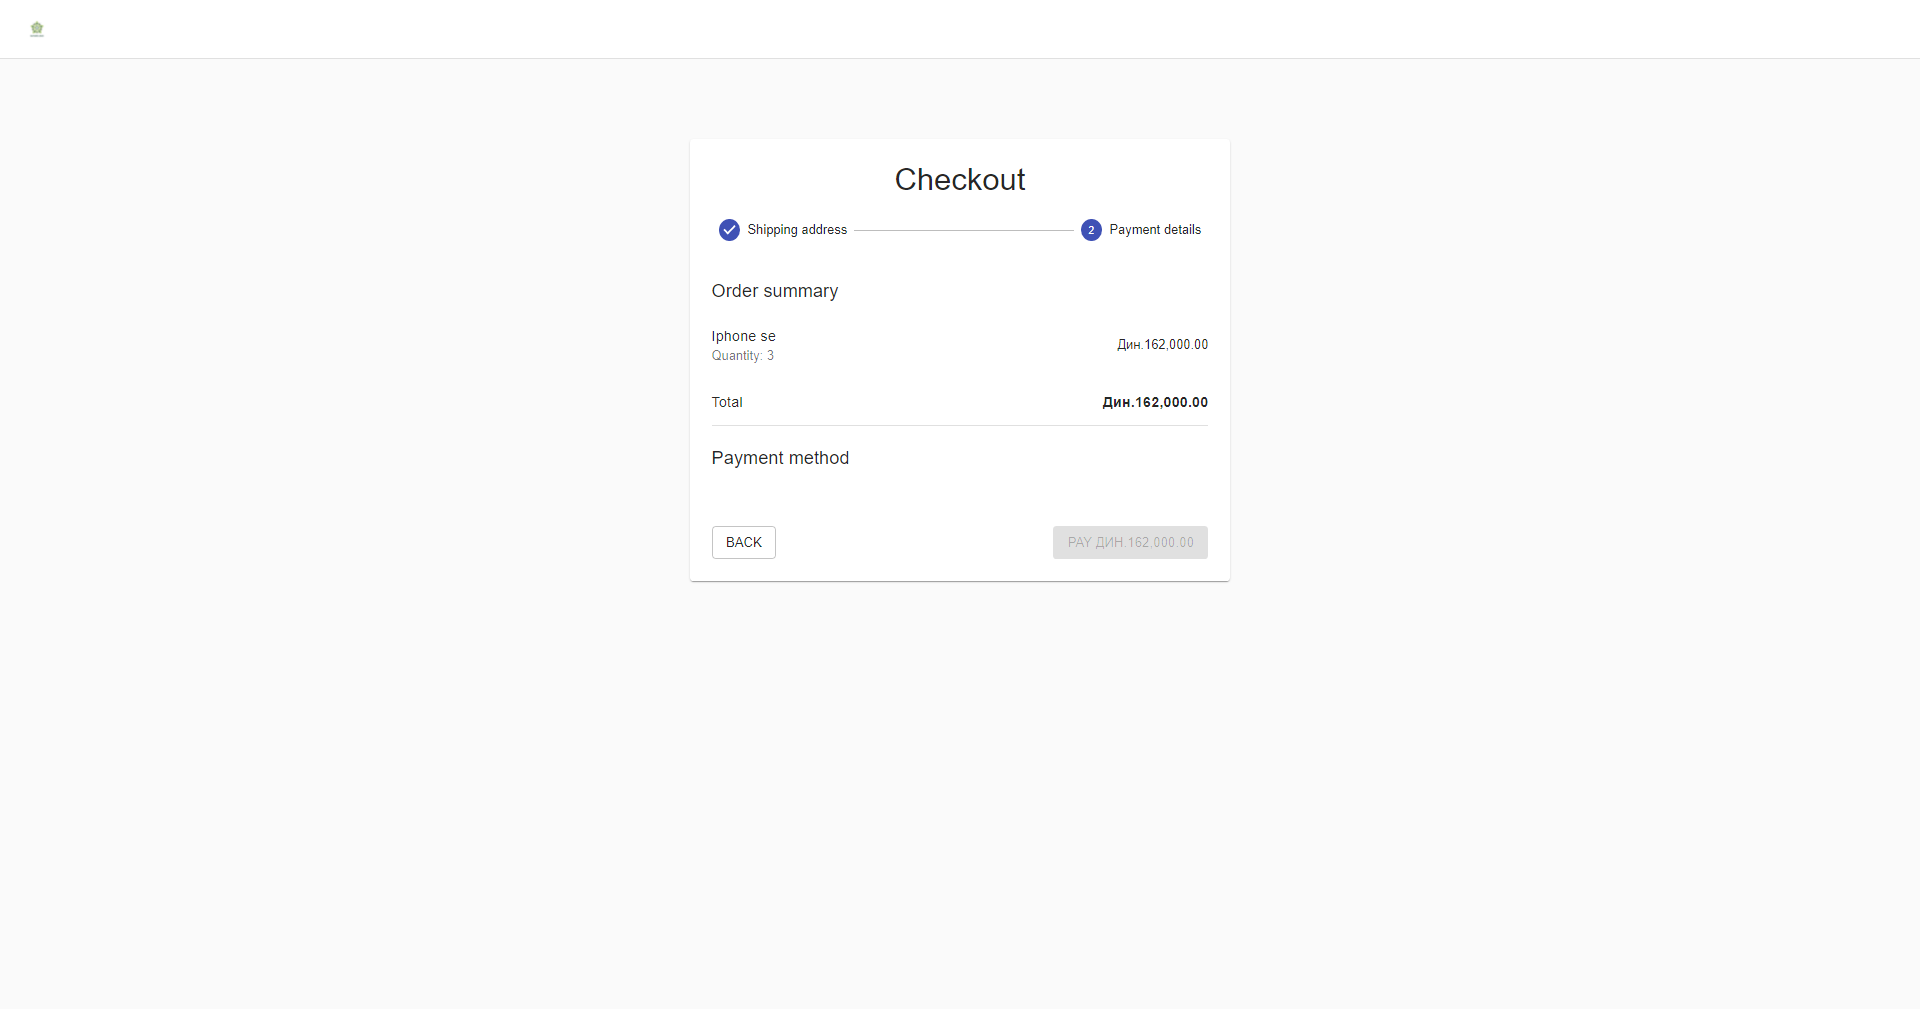 Checkout
Shipping address
2 Payment details
Order summary
Iphone se
Quantity: 3
Дин.162,000.00
Total
Дин.162,000.00
Payment method
BACK
PAY ДИН.162,000.00